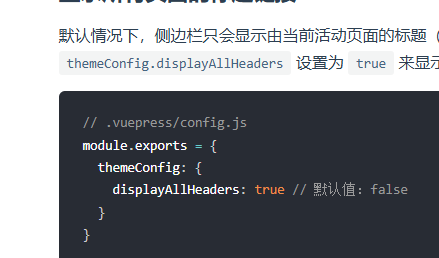 默认情况下，侧边栏只会显示由当前活动页面的标题（
themeConfig.displayAllHeaders 设置为 true 来显示
// .vuepress/config.js
module.exports = {
themeConfig: {
displayAllHeaders: true // 默认值：false
}
}